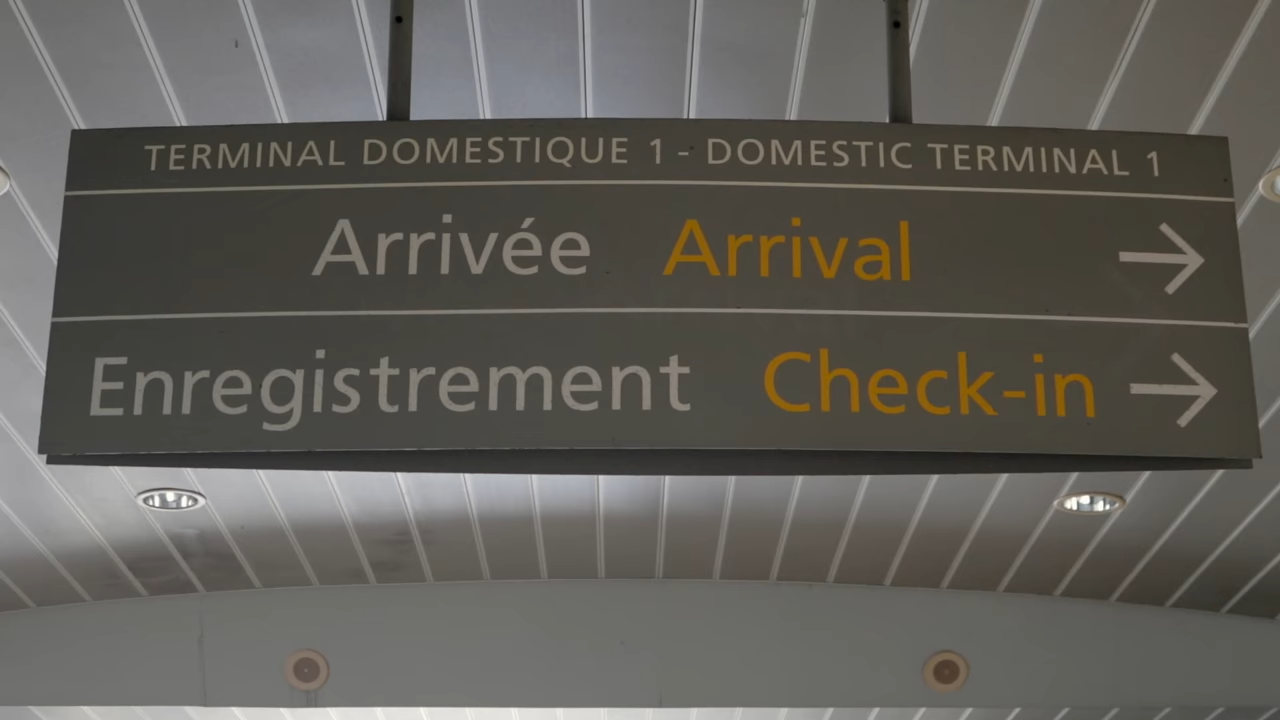 TERMINAL DOMESTIQUE 1 - DOMESTIC TERMINAL 1
Arrivée Arrival
Enregistrement Check-in